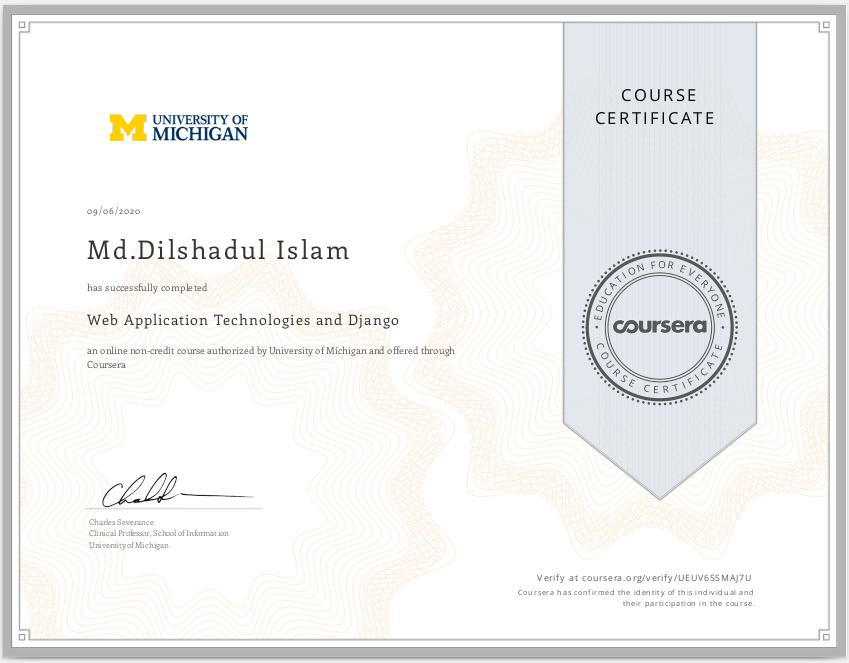 UNIVERSITY OF
MICHIGAN
COURSE
CERTIFICATE
09/06/2020
Md.Dilshadul Islam
has successfully completed
Web Application Technologies and Django
an online non-credit course authorized by University of Michigan and offered through
Coursera
EDUCATION FOR EVERYONE
coursera
COURSE CERTIFICATE
Charles Severance
Clinical Professor, School of Information
University of Michigan
Verify at coursera.org/verify/UEUV6SSMAJ7U
Coursera has confirmed the identity of this individual and
their participation in the course.